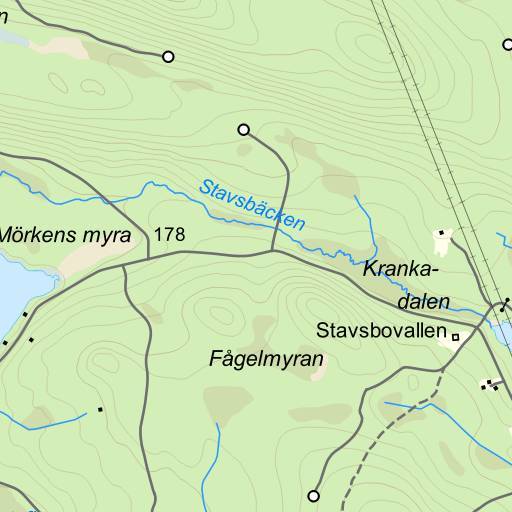 n
Stavsbäcken
Mörkens myra
178
Kranka-
dalen
Stavsbovallen
Fågelmyran